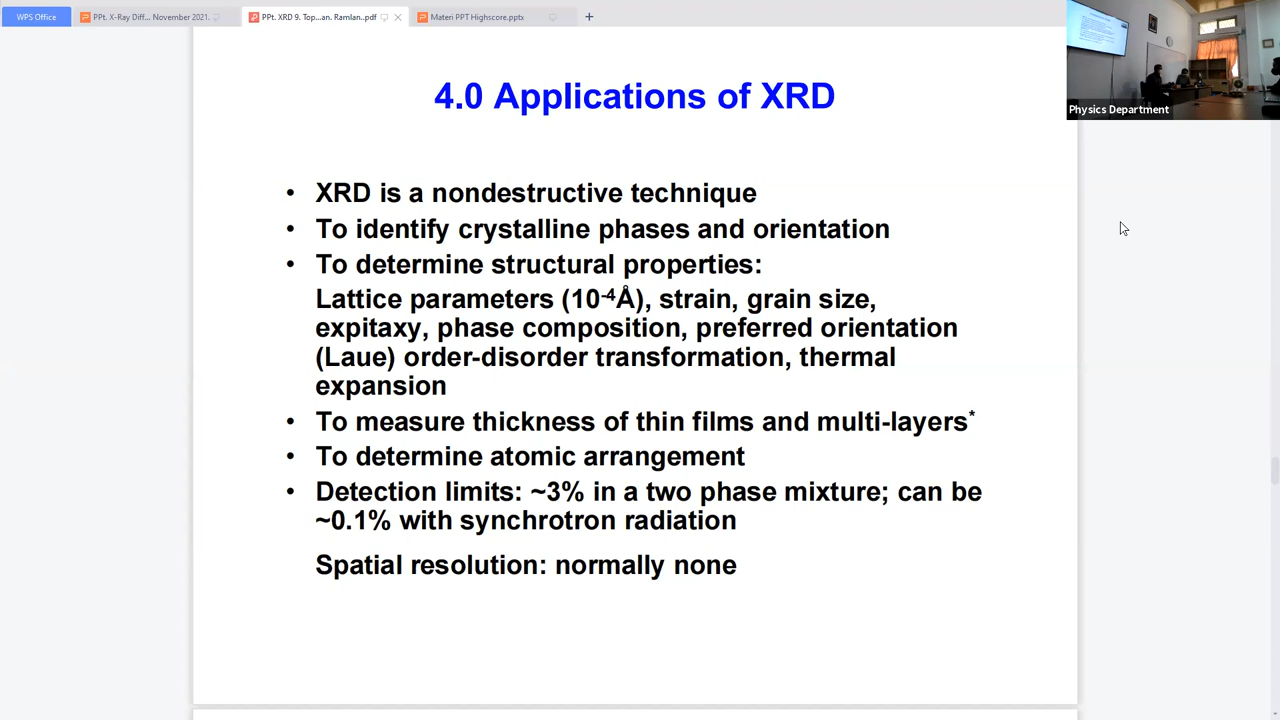 WPS Office
PPt. X-Ray Diff... November 2021.
PPt. XRD 9. Top...an. Ramlan..pdf
Materi PPT Highscore.pptx
4.0 Applications of XRD
Physics Department
• XRD is a nondestructive technique
• To identify crystalline phases and orientation
• To determine structural properties:
Lattice parameters (10-4Å), strain, grain size,
expitaxy, phase composition, preferred orientation
(Laue) order-disorder transformation, thermal
expansion
• To measure thickness of thin films and multi-layers*
• To determine atomic arrangement
• Detection limits: ~3% in a two phase mixture; can be
~0.1% with synchrotron radiation
Spatial resolution: normally none